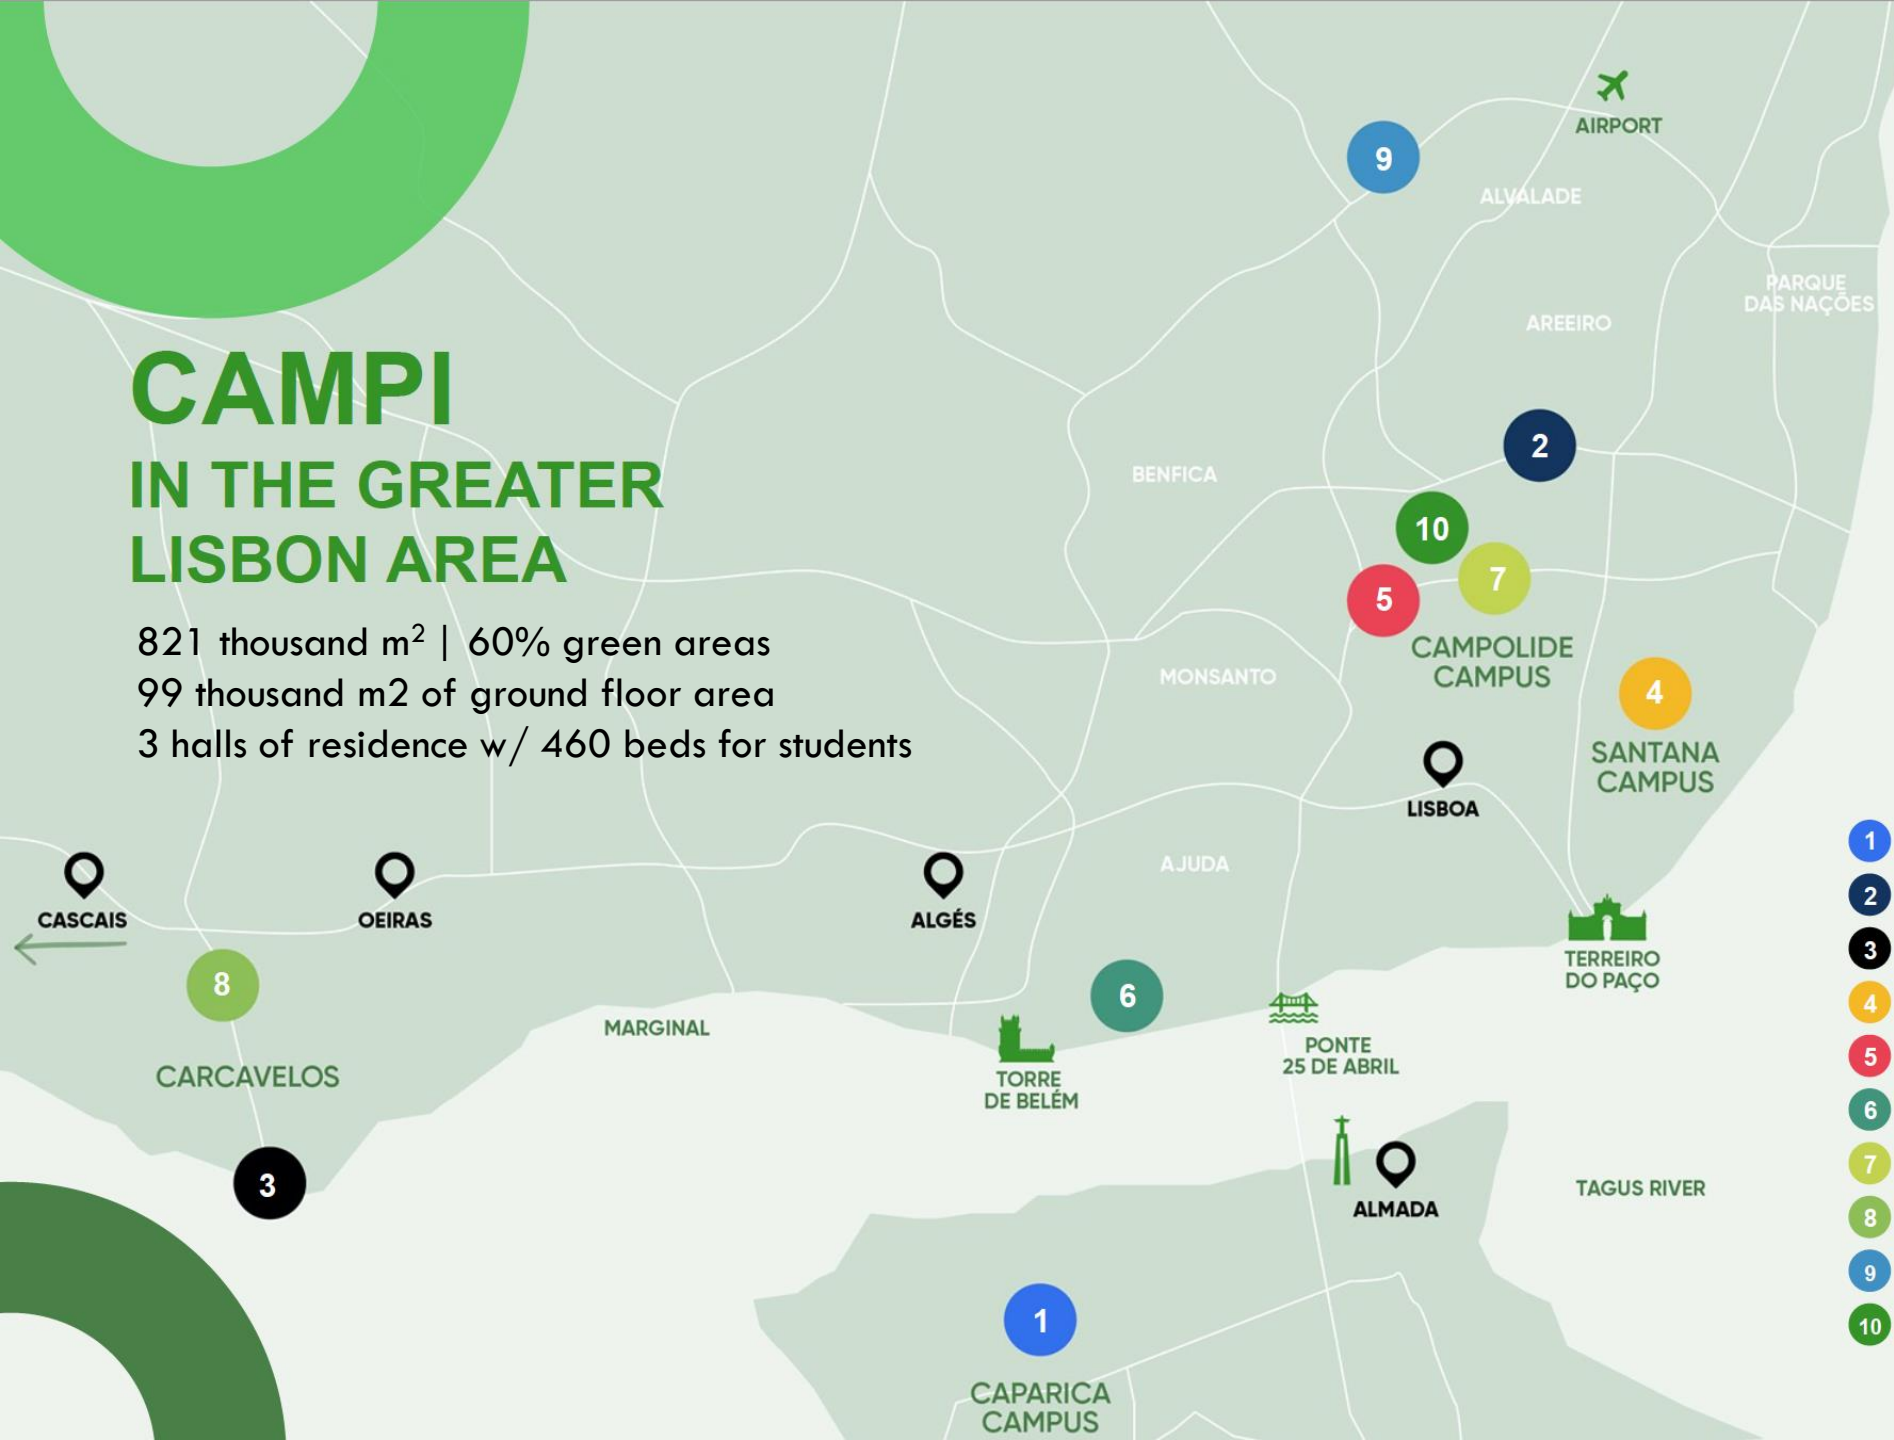 CAMPI
IN THE GREATER
LISBON AREA
821 thousand m² | 60% green areas
99 thousand m2 of ground floor area
3 halls of residence w/ 460 beds for students
AIRPORT
9
ALVALADE
PARQUE
DAS NAÇÕES
AREEIRO
2
BENFICA
10
7
5
CAMPOLIDE
CAMPUS
MONSANTO
4
SANTANA
CAMPUS
LISBOA
AJUDA
CASCAIS
OEIRAS
ALGÉS
TERREIRO
DO PAÇO
8
6
MARGINAL
PONTE
25 DE ABRIL
CARCAVELOS
TORRE
DE BELÉM
3
ALMADA
TAGUS RIVER
1
CAPARICA
CAMPUS
1
2
3
4
5
6
7
8
9
10